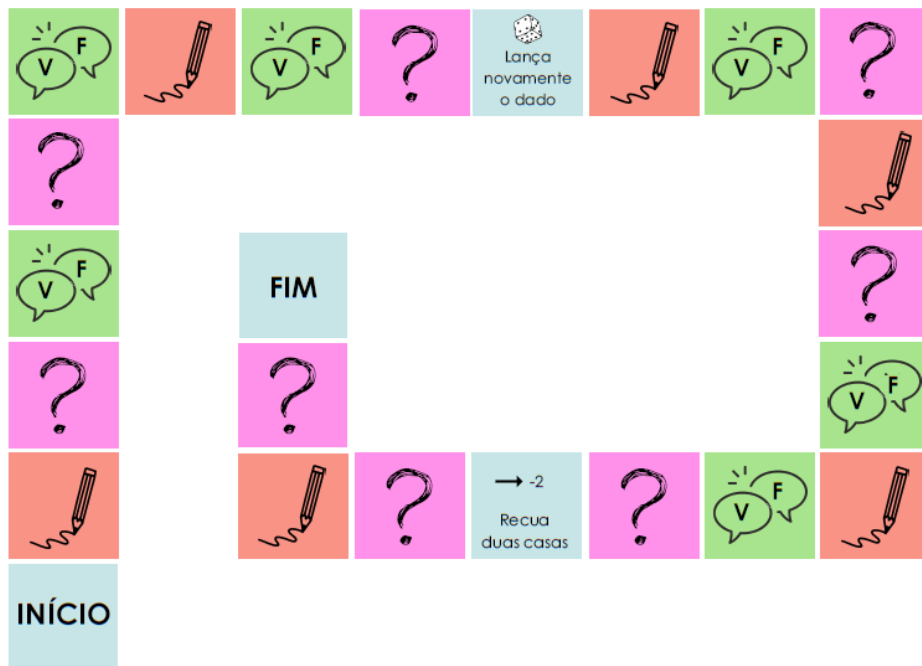 V F
V F
Lança
novamente
o dado
V F
?
?
?
V F
FIM
?
?
?
V F
?
?
→ -2
Recua
duas casas
?
V F
INÍCIO